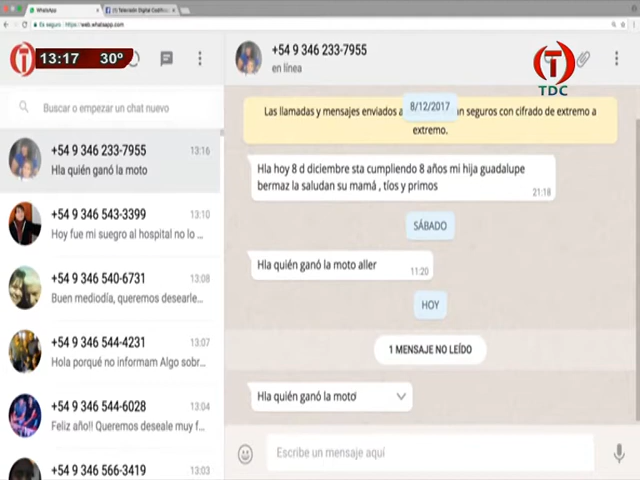 WhatsApp
(1) Televisión Digital Codific
Es seguro
https://web.whatsapp.com
13:17 30º
+54 9 346 233-7955
en línea
TDC
Buscar o empezar un chat nuevo
8/12/2017
Las llamadas y mensajes enviados a
n seguros con cifrado de extremo a
extremo.
+54 9 346 233-7955
13:16
Hla quién ganó la moto
+54 9 346 543-3399
13:10
Hoy fue mi suegro al hospital no lo ...
+54 9 346 540-6731
13:08
Buen mediodía, queremos desearle...
+54 9 346 544-4231
13:07
Hola porqué no informam Algo sobr...
+54 9 346 544-6028
13:04
Feliz año!! Queremos deseale muy f...
+54 9 346 566-3419
13:03
Hla hoy 8 d diciembre sta cumpliendo 8 años mi hija guadalupe
bermaz la saludan su mamá , tíos y primos
21:18
SÁBADO
Hla quién ganó la moto aller
11:20
HOY
1 MENSAJE NO LEÍDO
Hla quién ganó la moto
Escribe un mensaje aquí